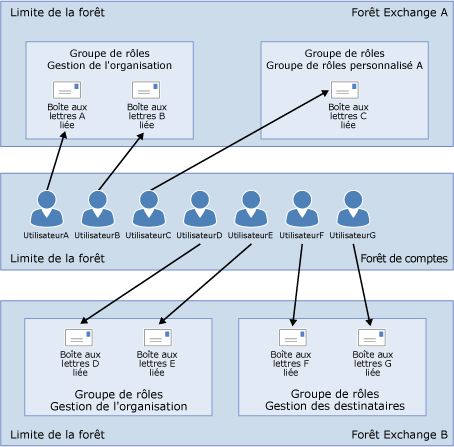 Limite de la forêt
Forêt Exchange A
Groupe de rôles
Gestion de l'organisation
Groupe de rôles
Groupe de rôles personnalisé A
Boîte aux
lettres A
liée
Boîte aux
lettres B
liée
Boîte aux
lettres C
liée
UtilisateurA
UtilisateurB
UtilisateurC
UtilisateurD
UtilisateurE
UtilisateurF
UtilisateurG
Limite de la forêt
Forêt de comptes
Boîte aux
lettres D
liée
Boîte aux
lettres E
liée
Boîte aux
lettres F
liée
Boîte aux
lettres G
liée
Groupe de rôles
Gestion de l'organisation
Groupe de rôles
Gestion des destinataires
Limite de la forêt
Forêt Exchange B